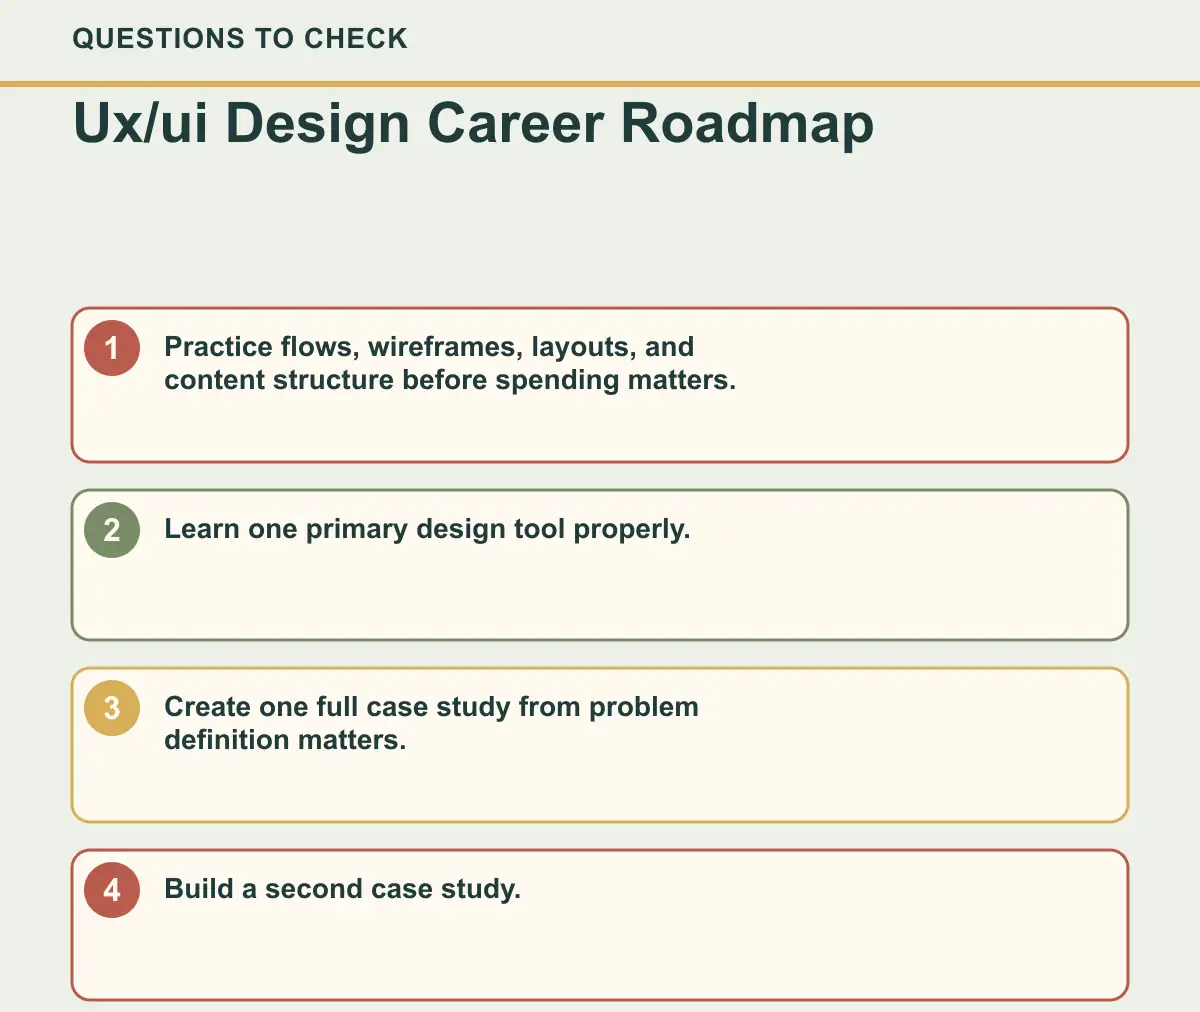 QUESTIONS TO CHECK
Ux/ui Design Career Roadmap
1
Practice flows, wireframes, layouts, and
content structure before spending matters.
2
Learn one primary design tool properly.
3
Create one full case study from problem
definition matters.
4
Build a second case study.